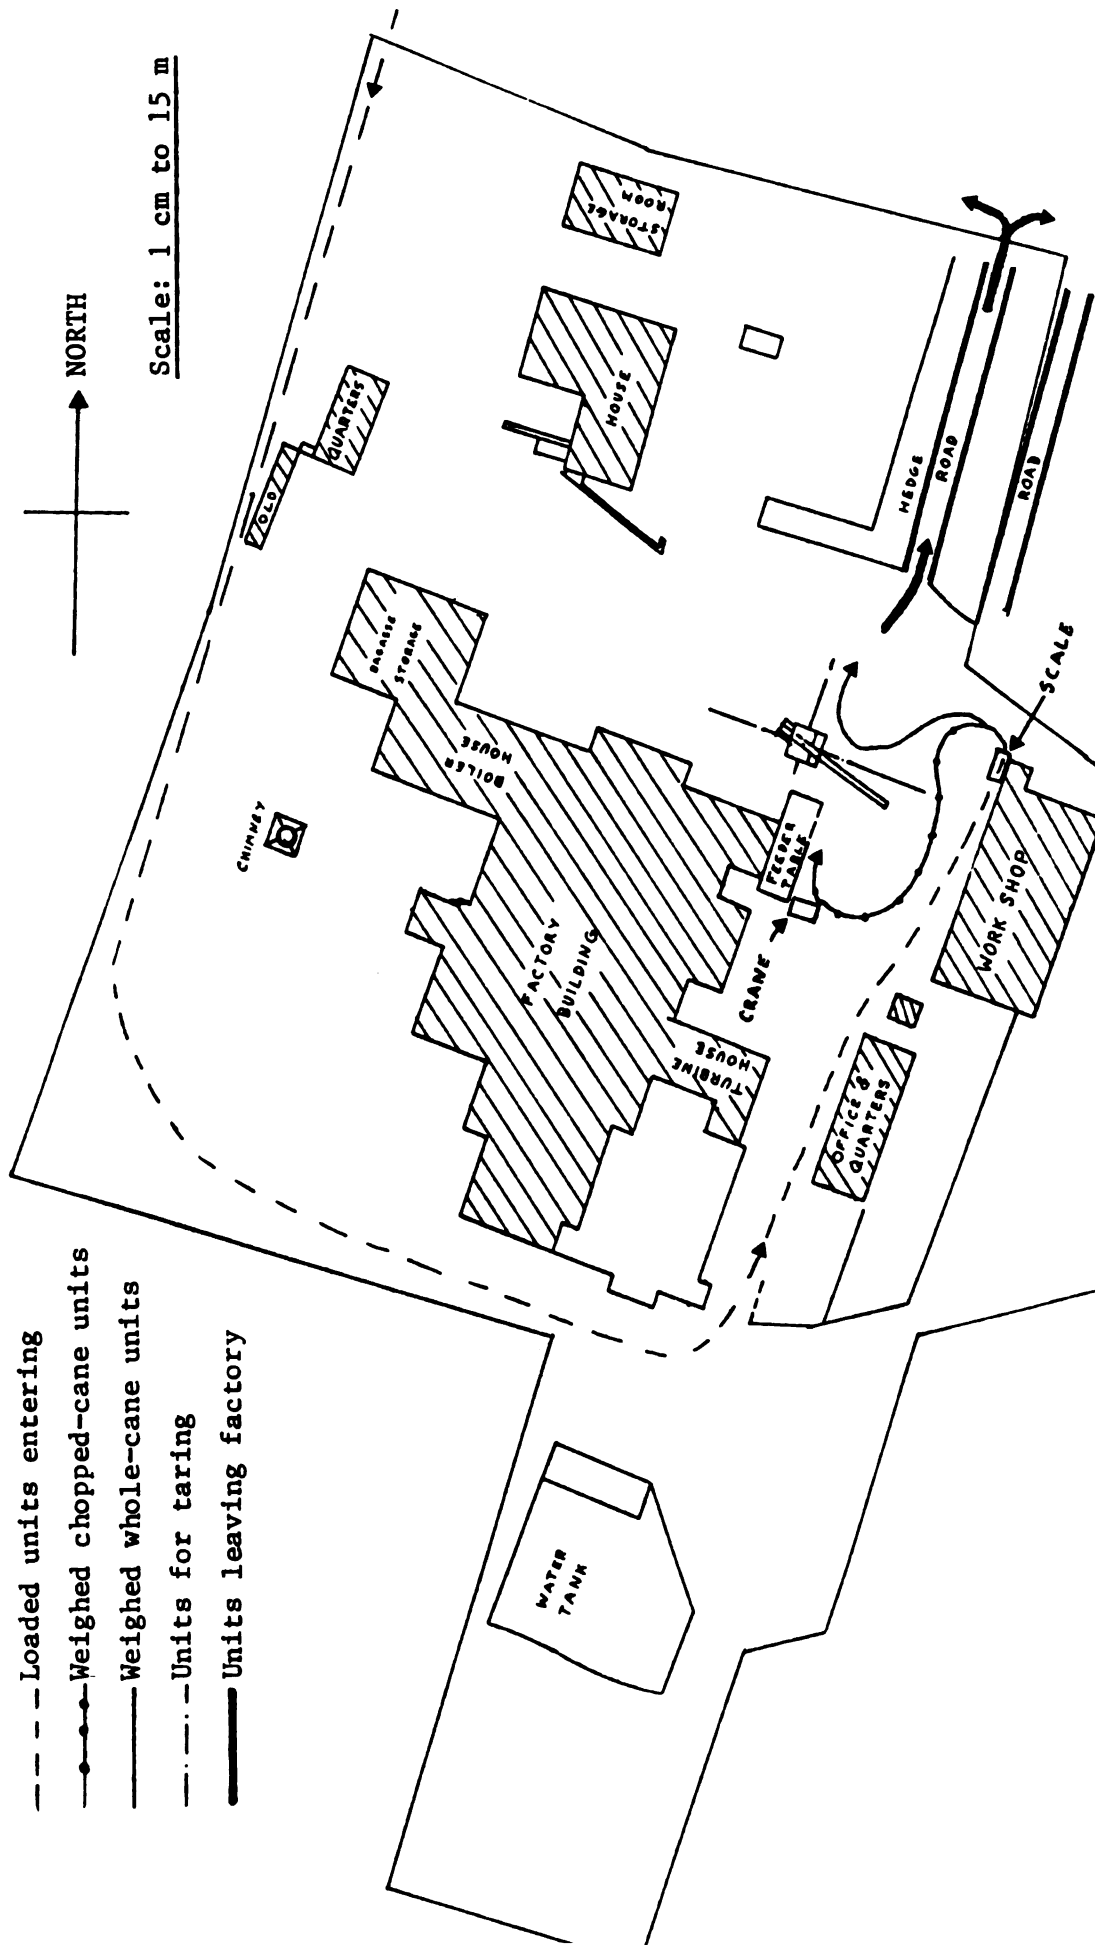 Loaded units entering
Weighed chopped-cane units
Weighed whole-cane units
Units for taring
Units leaving factory
NORTH
Scale: 1 cm to 15 m
OLD
QUARTERS
STORAGE
ROOM
HOUSE
BAGASSE
STORAGE
BOILER
HOUSE
CHIMNEY
FACTORY
BUILDING
FEEDER
TABLE
CRANE
TURBINE
HOUSE
HEDGE
ROAD
ROAD
SCALE
WORK SHOP
OFFICE &
QUARTERS
WATER
TANK